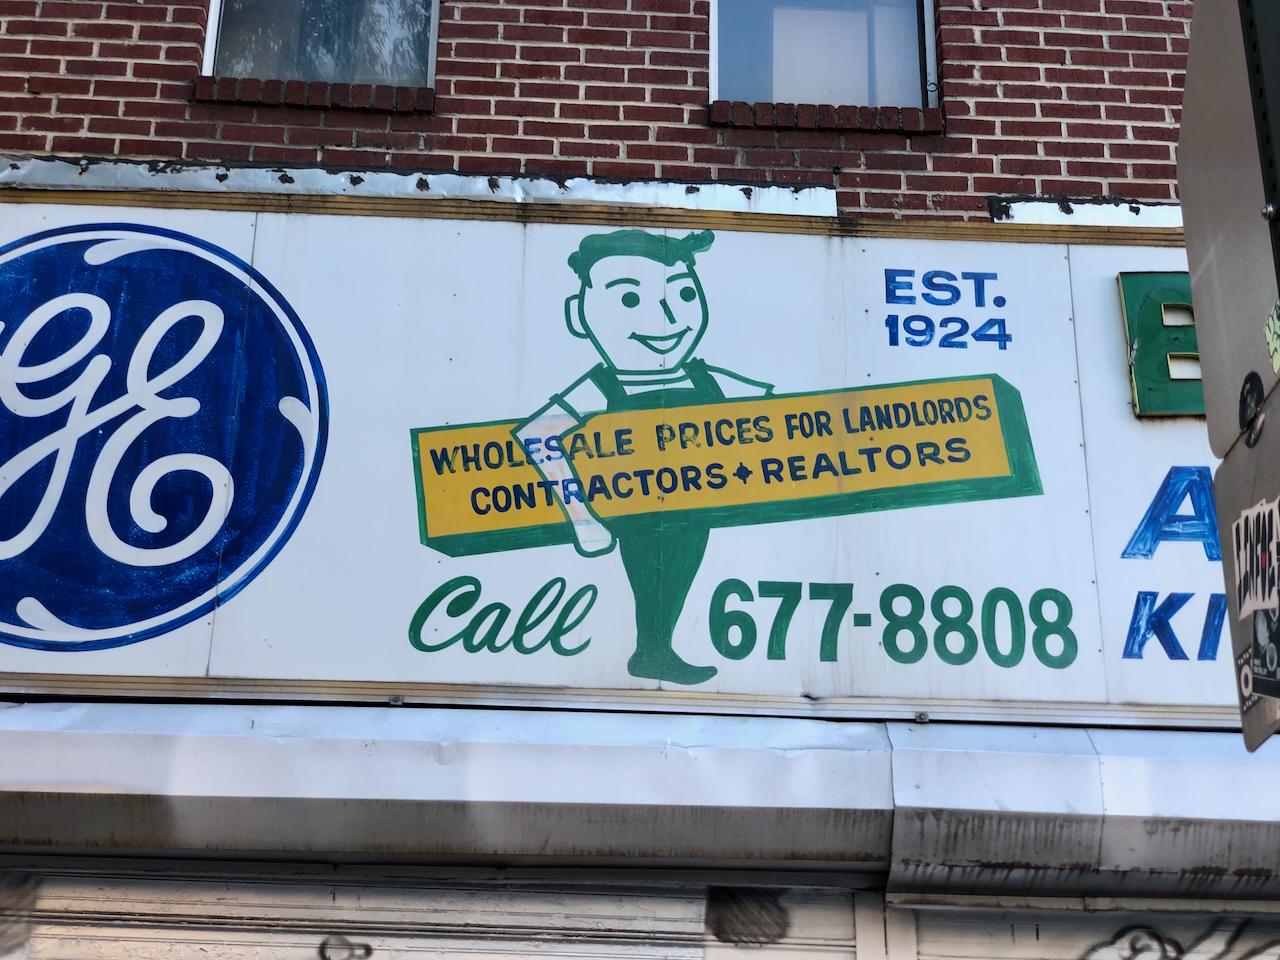 GE
EST.
1924
WHOLESALE PRICES FOR LANDLORDS
CONTRACTORS + REALTORS
Call 677-8808